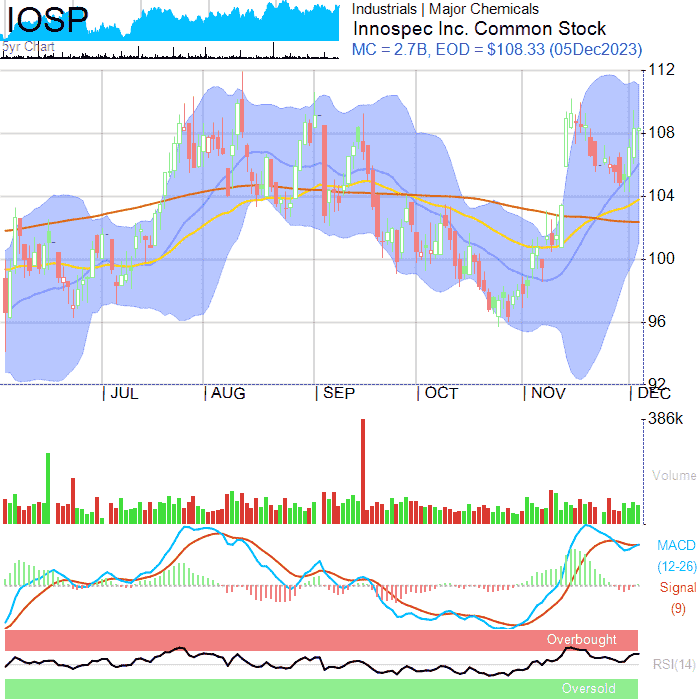 IOSP
5yr Chart
Industrials | Major Chemicals
Innospec Inc. Common Stock
MC = 2.7B, EOD = $108.33 (05Dec2023)
112
108
104
100
96
92
| JUL | AUG | SEP | OCT | NOV | DEC
386k
Volume
MACD
(12-26)
Signal
(9)
Overbought
RSI(14)
Oversold